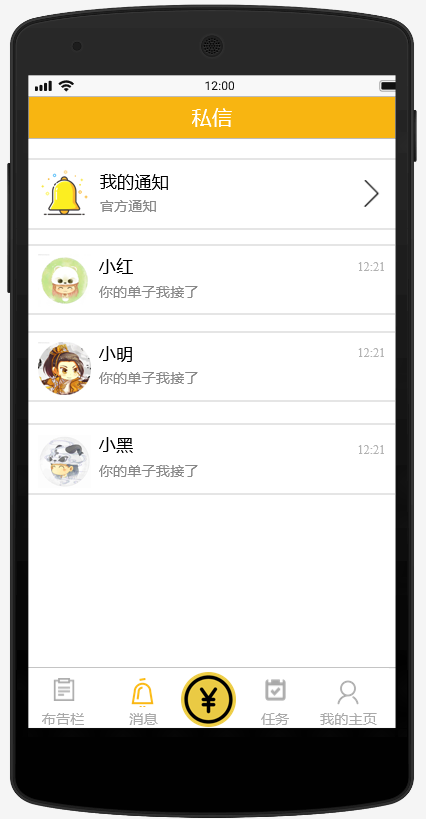 12:00
私信
我的通知
官方通知
小红
12:21
你的单子我接了
小明
12:21
你的单子我接了
小黑
12:21
你的单子我接了
¥
布告栏
消息
任务
我的主页